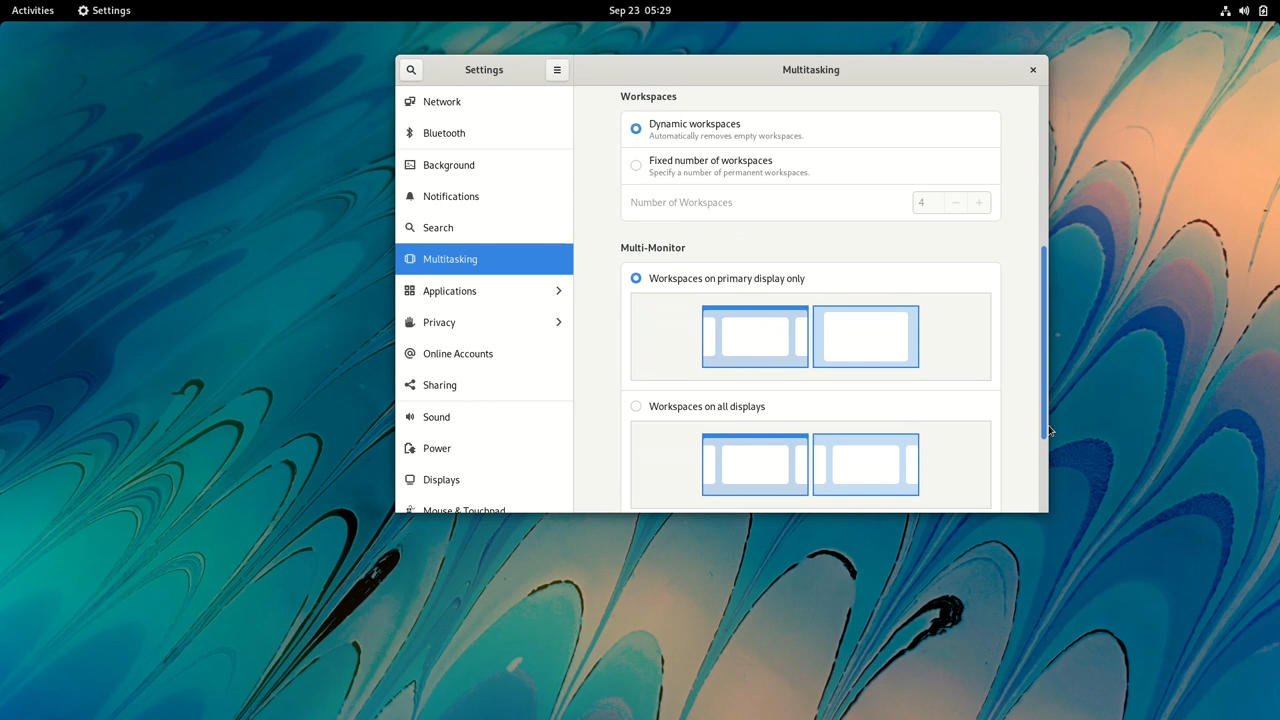 Activities
Settings
Sep 23 05:29
Settings
Multitasking
Network
Bluetooth
Background
Notifications
Search
Multitasking
Applications
Privacy
Online Accounts
Sharing
Sound
Power
Displays
Mouse & Touchpad
Workspaces
Dynamic workspaces
Automatically removes empty workspaces.
Fixed number of workspaces
Specify a number of permanent workspaces.
Number of Workspaces
4
Multi-Monitor
Workspaces on primary display only
Workspaces on all displays